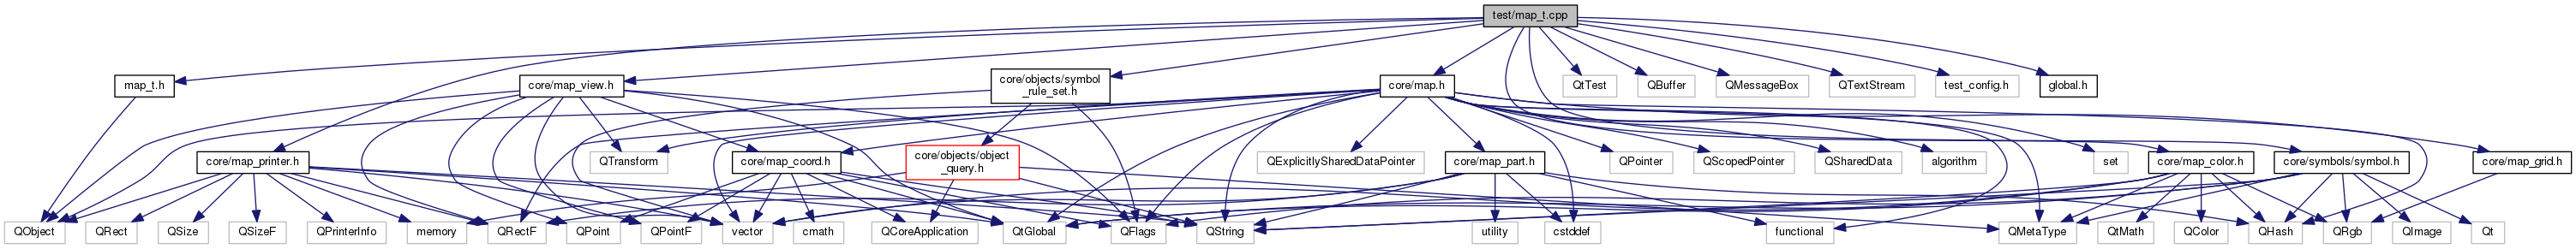 test/map_t.cpp
map_t.h
core/map_view.h
core/objects/symbol
_rule_set.h
core/map.h
QtTest
QBuffer
QMessageBox
QTextStream
test_config.h
global.h
core/map_printer.h
QTransform
core/map_coord.h
core/objects/object
_query.h
QExplicitlySharedDataPointer
core/map_part.h
QPointer
QScopedPointer
QSharedData
algorithm
set
core/map_color.h
core/symbols/symbol.h
core/map_grid.h
QObject
QRect
QSize
QSizeF
QPrinterInfo
memory
QRectF
QPoint
QPointF
vector
cmath
QCoreApplication
QtGlobal
QFlags
QString
utility
cstddef
functional
QMetaType
QtMath
QColor
QHash
QRgb
QImage
Qt